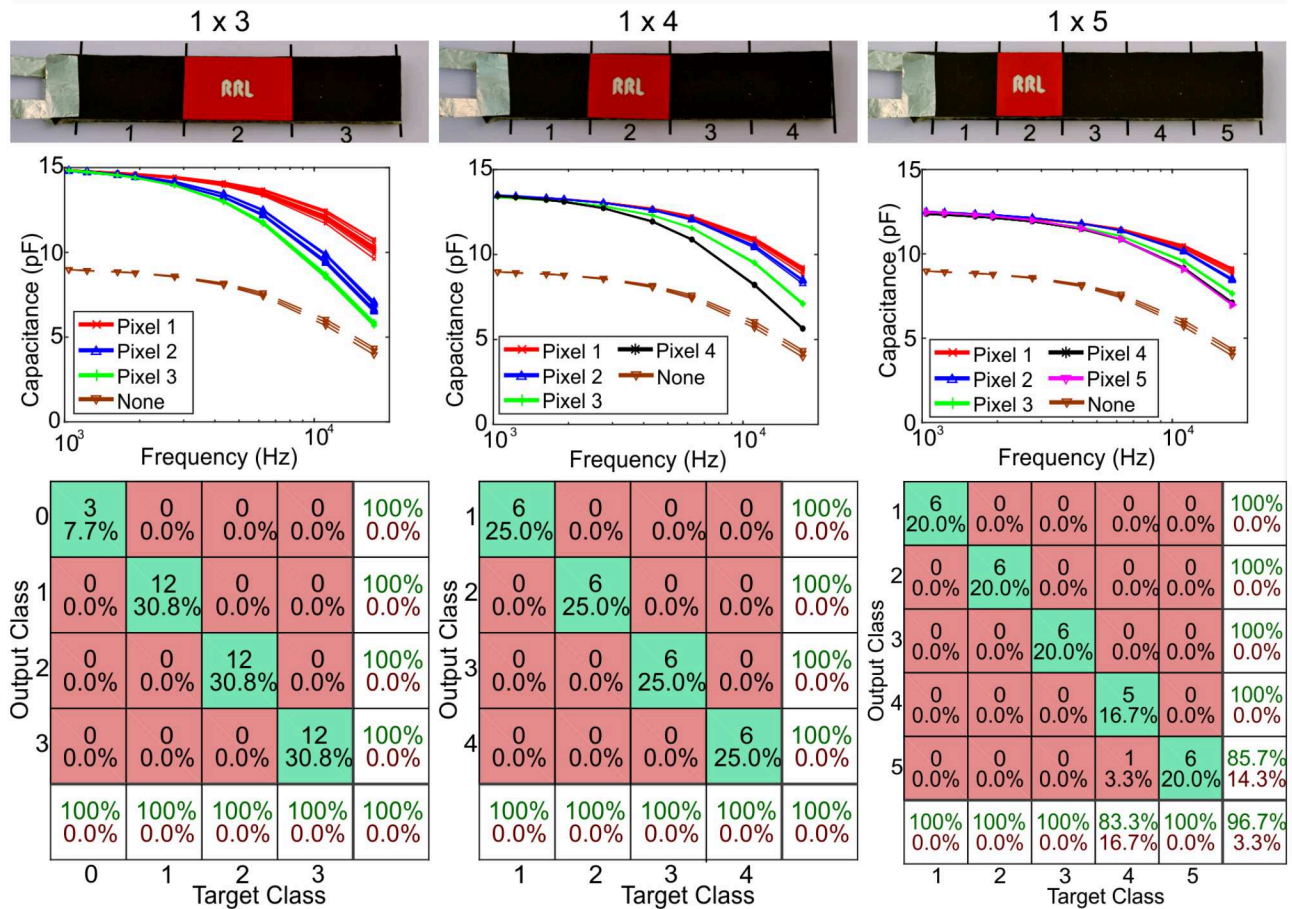 1 x 3
1 x 4
1 x 5
RRL
1 2 3
RRL
1 2 3 4
RRL
1 2 3 4 5
Capacitance (pF)
15
10
5
0
Pixel 1
Pixel 2
Pixel 3
None
10³ 10⁴
Frequency (Hz)
Capacitance (pF)
15
10
5
0
Pixel 1 Pixel 4
Pixel 2 None
Pixel 3
10³ 10⁴
Frequency (Hz)
Capacitance (pF)
15
10
5
0
Pixel 1 Pixel 4
Pixel 2 Pixel 5
Pixel 3 None
10³ 10⁴
Frequency (Hz)
Output Class
0 3 0 0 0 100%
7.7% 0.0% 0.0% 0.0% 0.0%
1 0 12 0 0 100%
0.0% 30.8% 0.0% 0.0% 0.0%
2 0 0 12 0 100%
0.0% 0.0% 30.8% 0.0% 0.0%
3 0 0 0 12 100%
0.0% 0.0% 0.0% 30.8% 0.0%
100% 100% 100% 100% 100%
0.0% 0.0% 0.0% 0.0% 0.0%
0 1 2 3
Target Class
Output Class
1 6 0 0 0 100%
25.0% 0.0% 0.0% 0.0% 0.0%
2 0 6 0 0 100%
0.0% 25.0% 0.0% 0.0% 0.0%
3 0 0 6 0 100%
0.0% 0.0% 25.0% 0.0% 0.0%
4 0 0 0 6 100%
0.0% 0.0% 0.0% 25.0% 0.0%
100% 100% 100% 100% 100%
0.0% 0.0% 0.0% 0.0% 0.0%
1 2 3 4
Target Class
Output Class
1 6 0 0 0 0 100%
20.0% 0.0% 0.0% 0.0% 0.0% 0.0%
2 0 6 0 0 0 100%
0.0% 20.0% 0.0% 0.0% 0.0% 0.0%
3 0 0 6 0 0 100%
0.0% 0.0% 20.0% 0.0% 0.0% 0.0%
4 0 0 0 5 0 100%
0.0% 0.0% 0.0% 16.7% 0.0% 0.0%
5 0 0 0 1 6 85.7%
0.0% 0.0% 0.0% 3.3% 20.0% 14.3%
100% 100% 100% 83.3% 100% 96.7%
0.0% 0.0% 0.0% 16.7% 0.0% 3.3%
1 2 3 4 5
Target Class